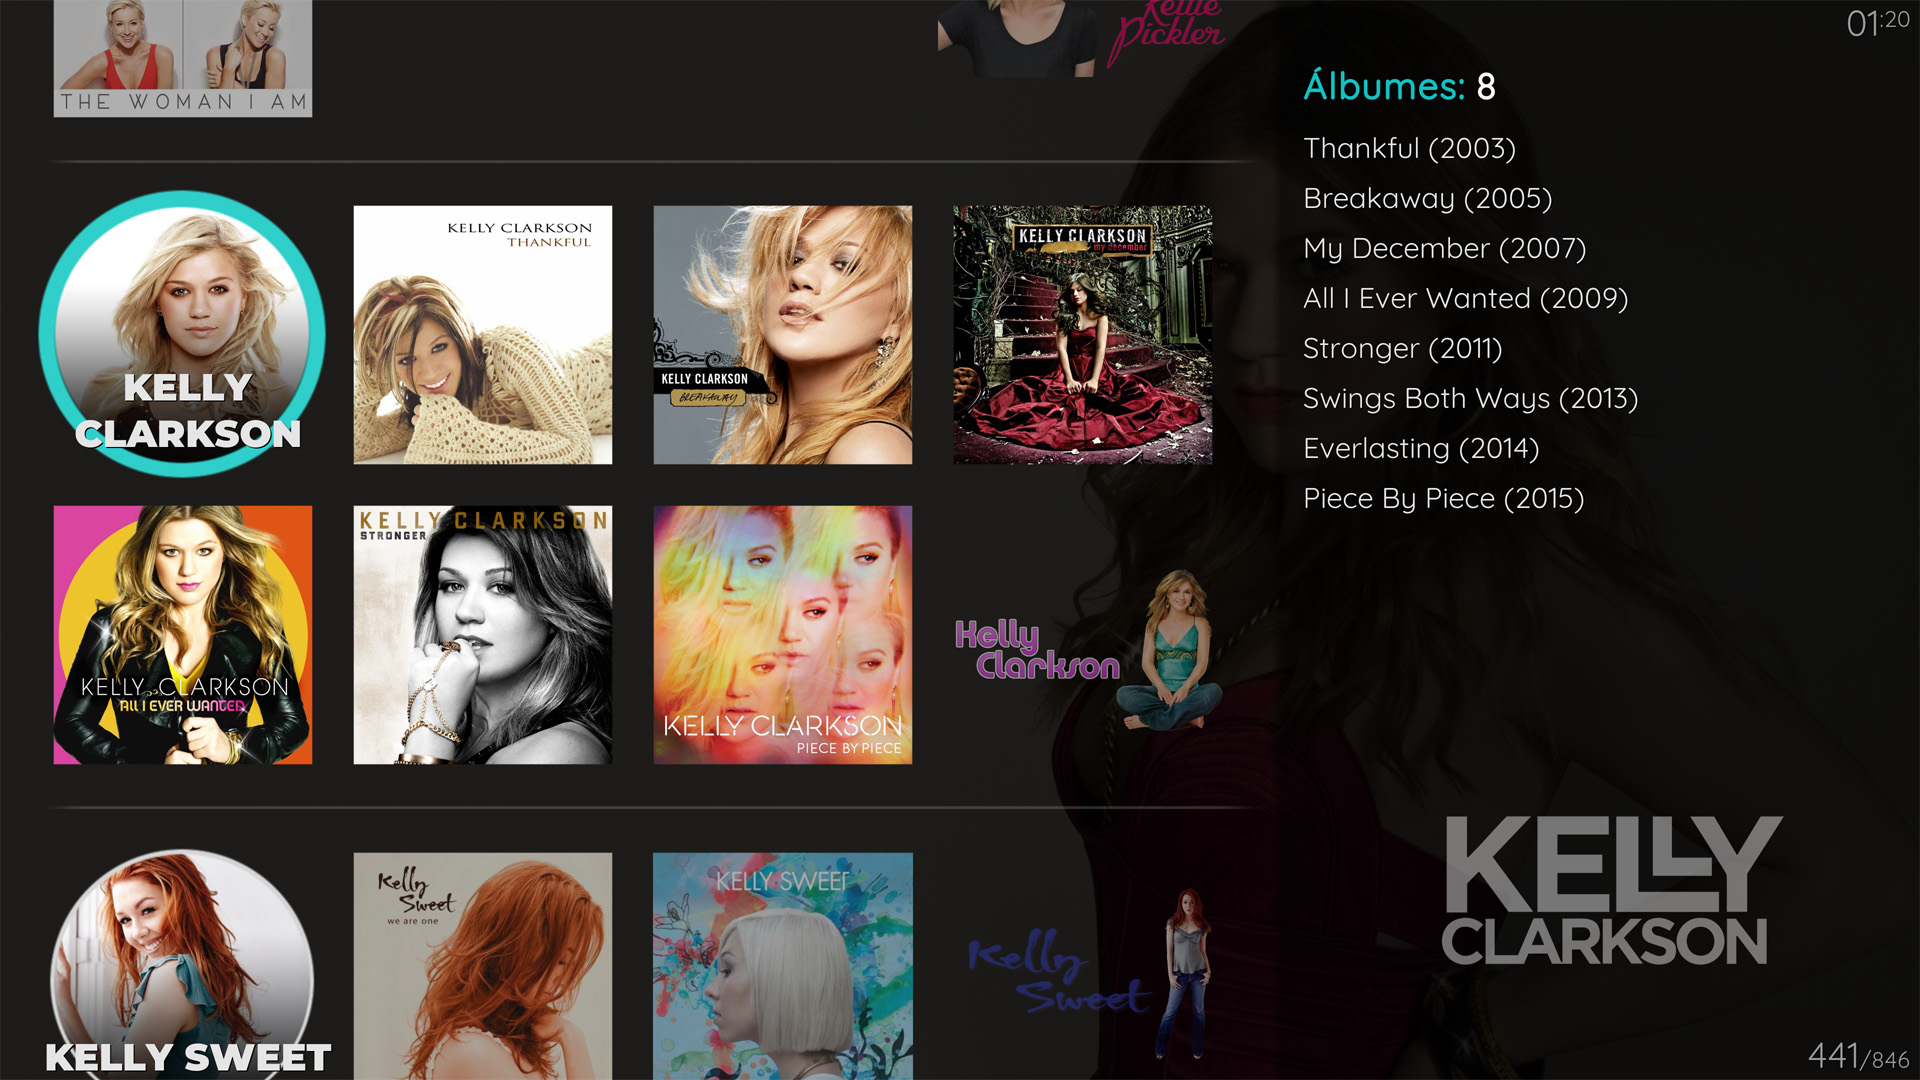 Kellie
Pickler
THE WOMAN I AM
01:20
Álbumes: 8
Thankful (2003)
Breakaway (2005)
My December (2007)
All I Ever Wanted (2009)
Stronger (2011)
Swings Both Ways (2013)
Everlasting (2014)
Piece By Piece (2015)
KELLY
CLARKSON
KELLY CLARKSON
THANKFUL
KELLY CLARKSON
BREAKAWAY
KELLY CLARKSON
my december
KELLY CLARKSON
ALL I EVER WANTED
KELLY CLARKSON
STRONGER
KELLY CLARKSON
PIECE BY PIECE
Kelly
Clarkson
KELLY
CLARKSON
KELLY SWEET
Kelly
Sweet
we are one
KELLY SWEET
Kelly
Sweet
441/846